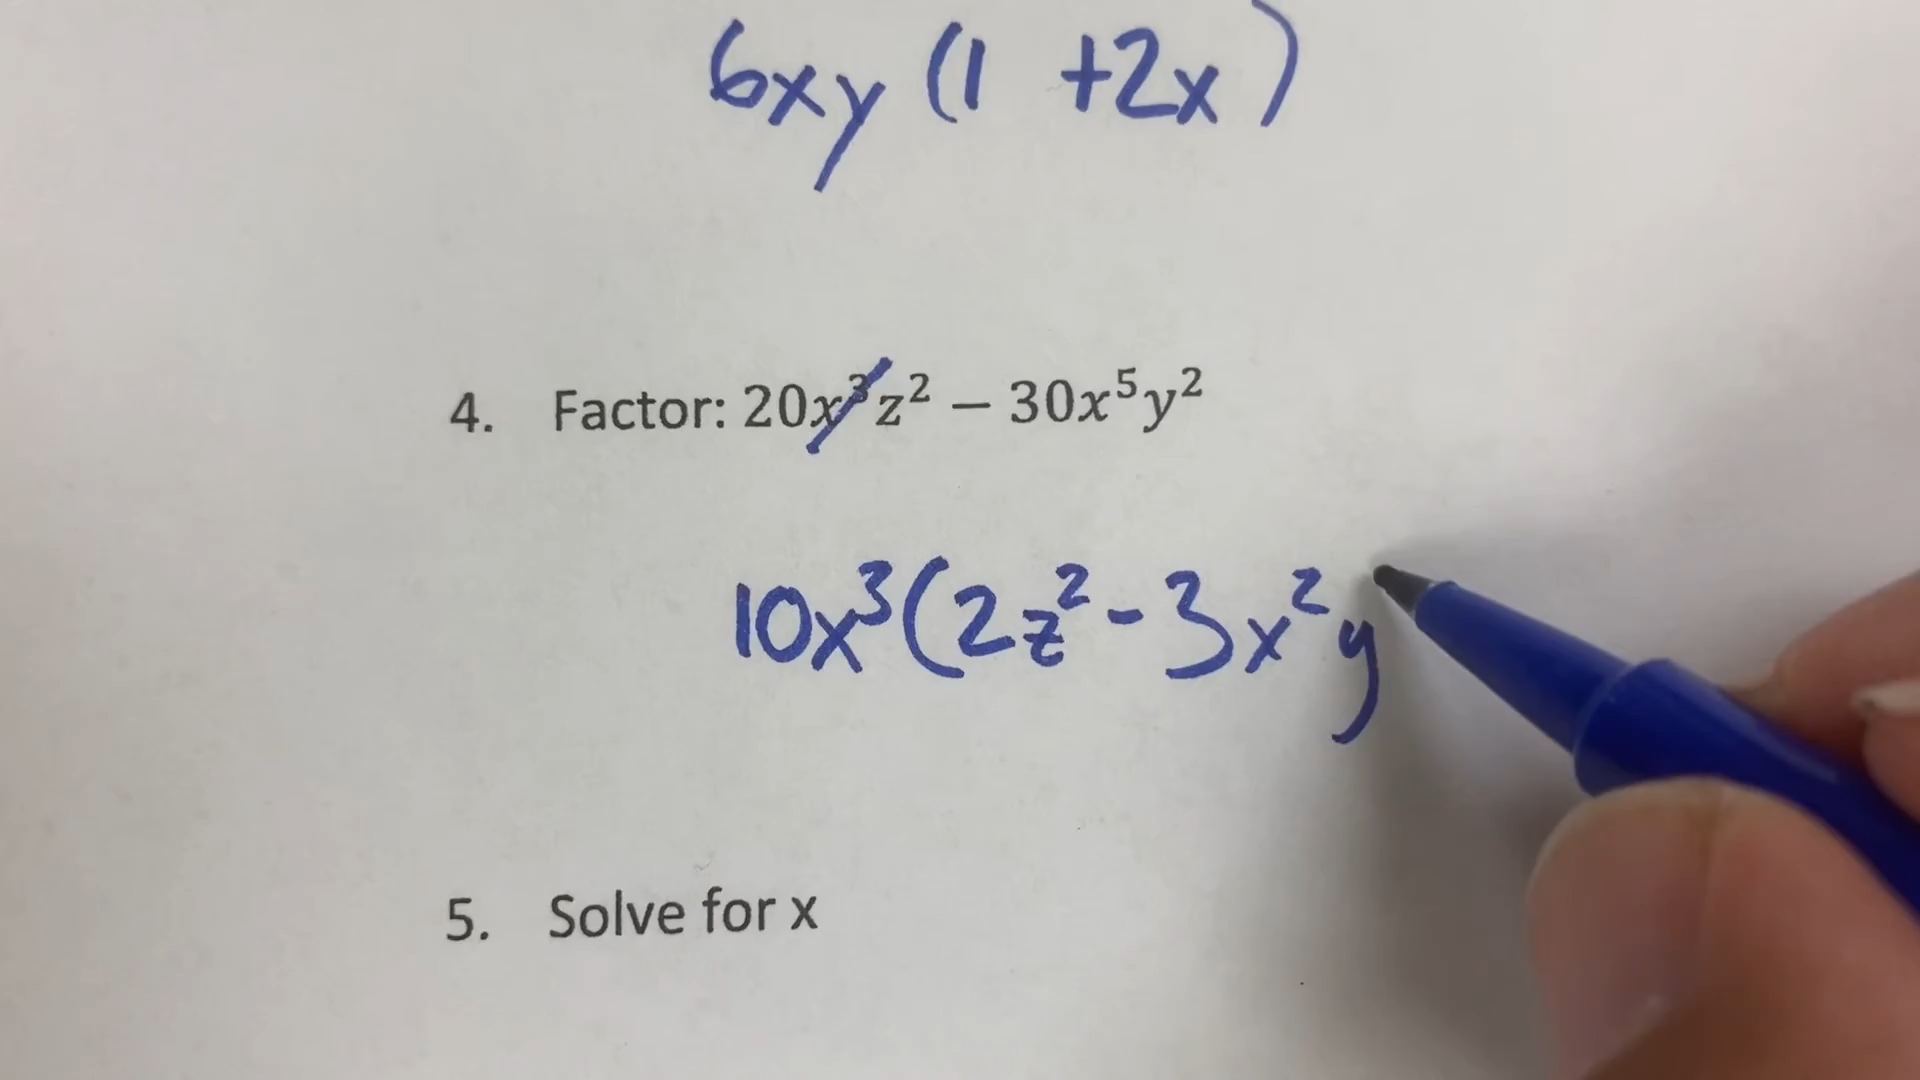 6xy (1 +2x)
4. Factor: 20x³z² − 30x⁵y²
10x³(2z² - 3x²y
5. Solve for x